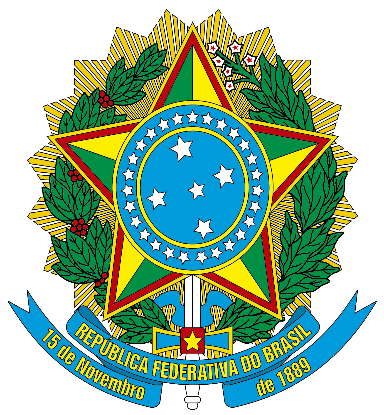 REPÚBLICA FEDERATIVA DO BRASIL
15 de Novembro
de 1889